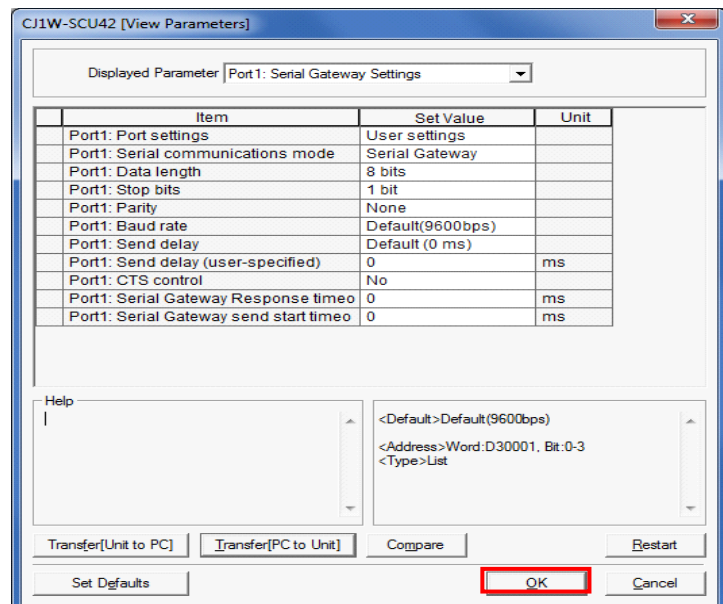 CJ1W-SCU42 [View Parameters]
Displayed Parameter Port1: Serial Gateway Settings
Item Set Value Unit
Port1: Port settings User settings
Port1: Serial communications mode Serial Gateway
Port1: Data length 8 bits
Port1: Stop bits 1 bit
Port1: Parity None
Port1: Baud rate Default(9600bps)
Port1: Send delay Default (0 ms)
Port1: Send delay (user-specified) 0 ms
Port1: CTS control No
Port1: Serial Gateway Response timeo 0 ms
Port1: Serial Gateway send start timeo 0 ms
Help
<Default>Default(9600bps)
<Address>Word:D30001, Bit:0-3
<Type>List
Transfer[Unit to PC] Transfer[PC to Unit] Compare Restart
Set Defaults OK Cancel